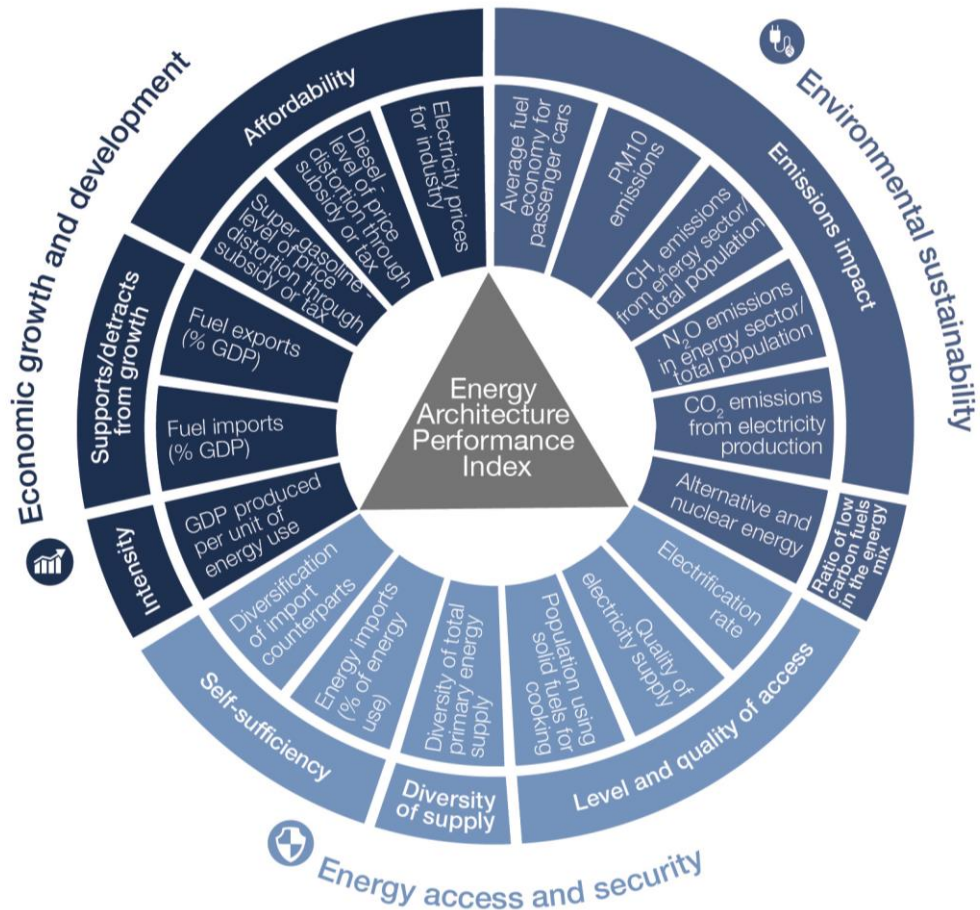 Economic growth and development
Environmental sustainability
Energy access and security
Affordability
Supports/detracts
from growth
Intensity
Emissions impact
Ratio of low
carbon fuels
in the energy
mix
Level and quality of access
Diversity
of supply
Self-sufficiency
Electricity prices
for industry
Diesel -
level of price
distortion through
subsidy or tax
Super gasoline -
level of price
distortion through
subsidy or tax
Fuel exports
(% GDP)
Fuel imports
(% GDP)
GDP produced
per unit of
energy use
Average fuel
economy for
passenger cars
PM10
emissions
CH₄ emissions
from energy sector/
total population
N₂O emissions
in energy sector/
total population
CO₂ emissions
from electricity
production
Alternative and
nuclear energy
Electrification
rate
Quality of
electricity supply
Population using
solid fuels for
cooking
Diversity of total
primary energy
supply
Energy imports
(% of energy
use)
Diversification
of import
counterparts
Energy
Architecture
Performance
Index